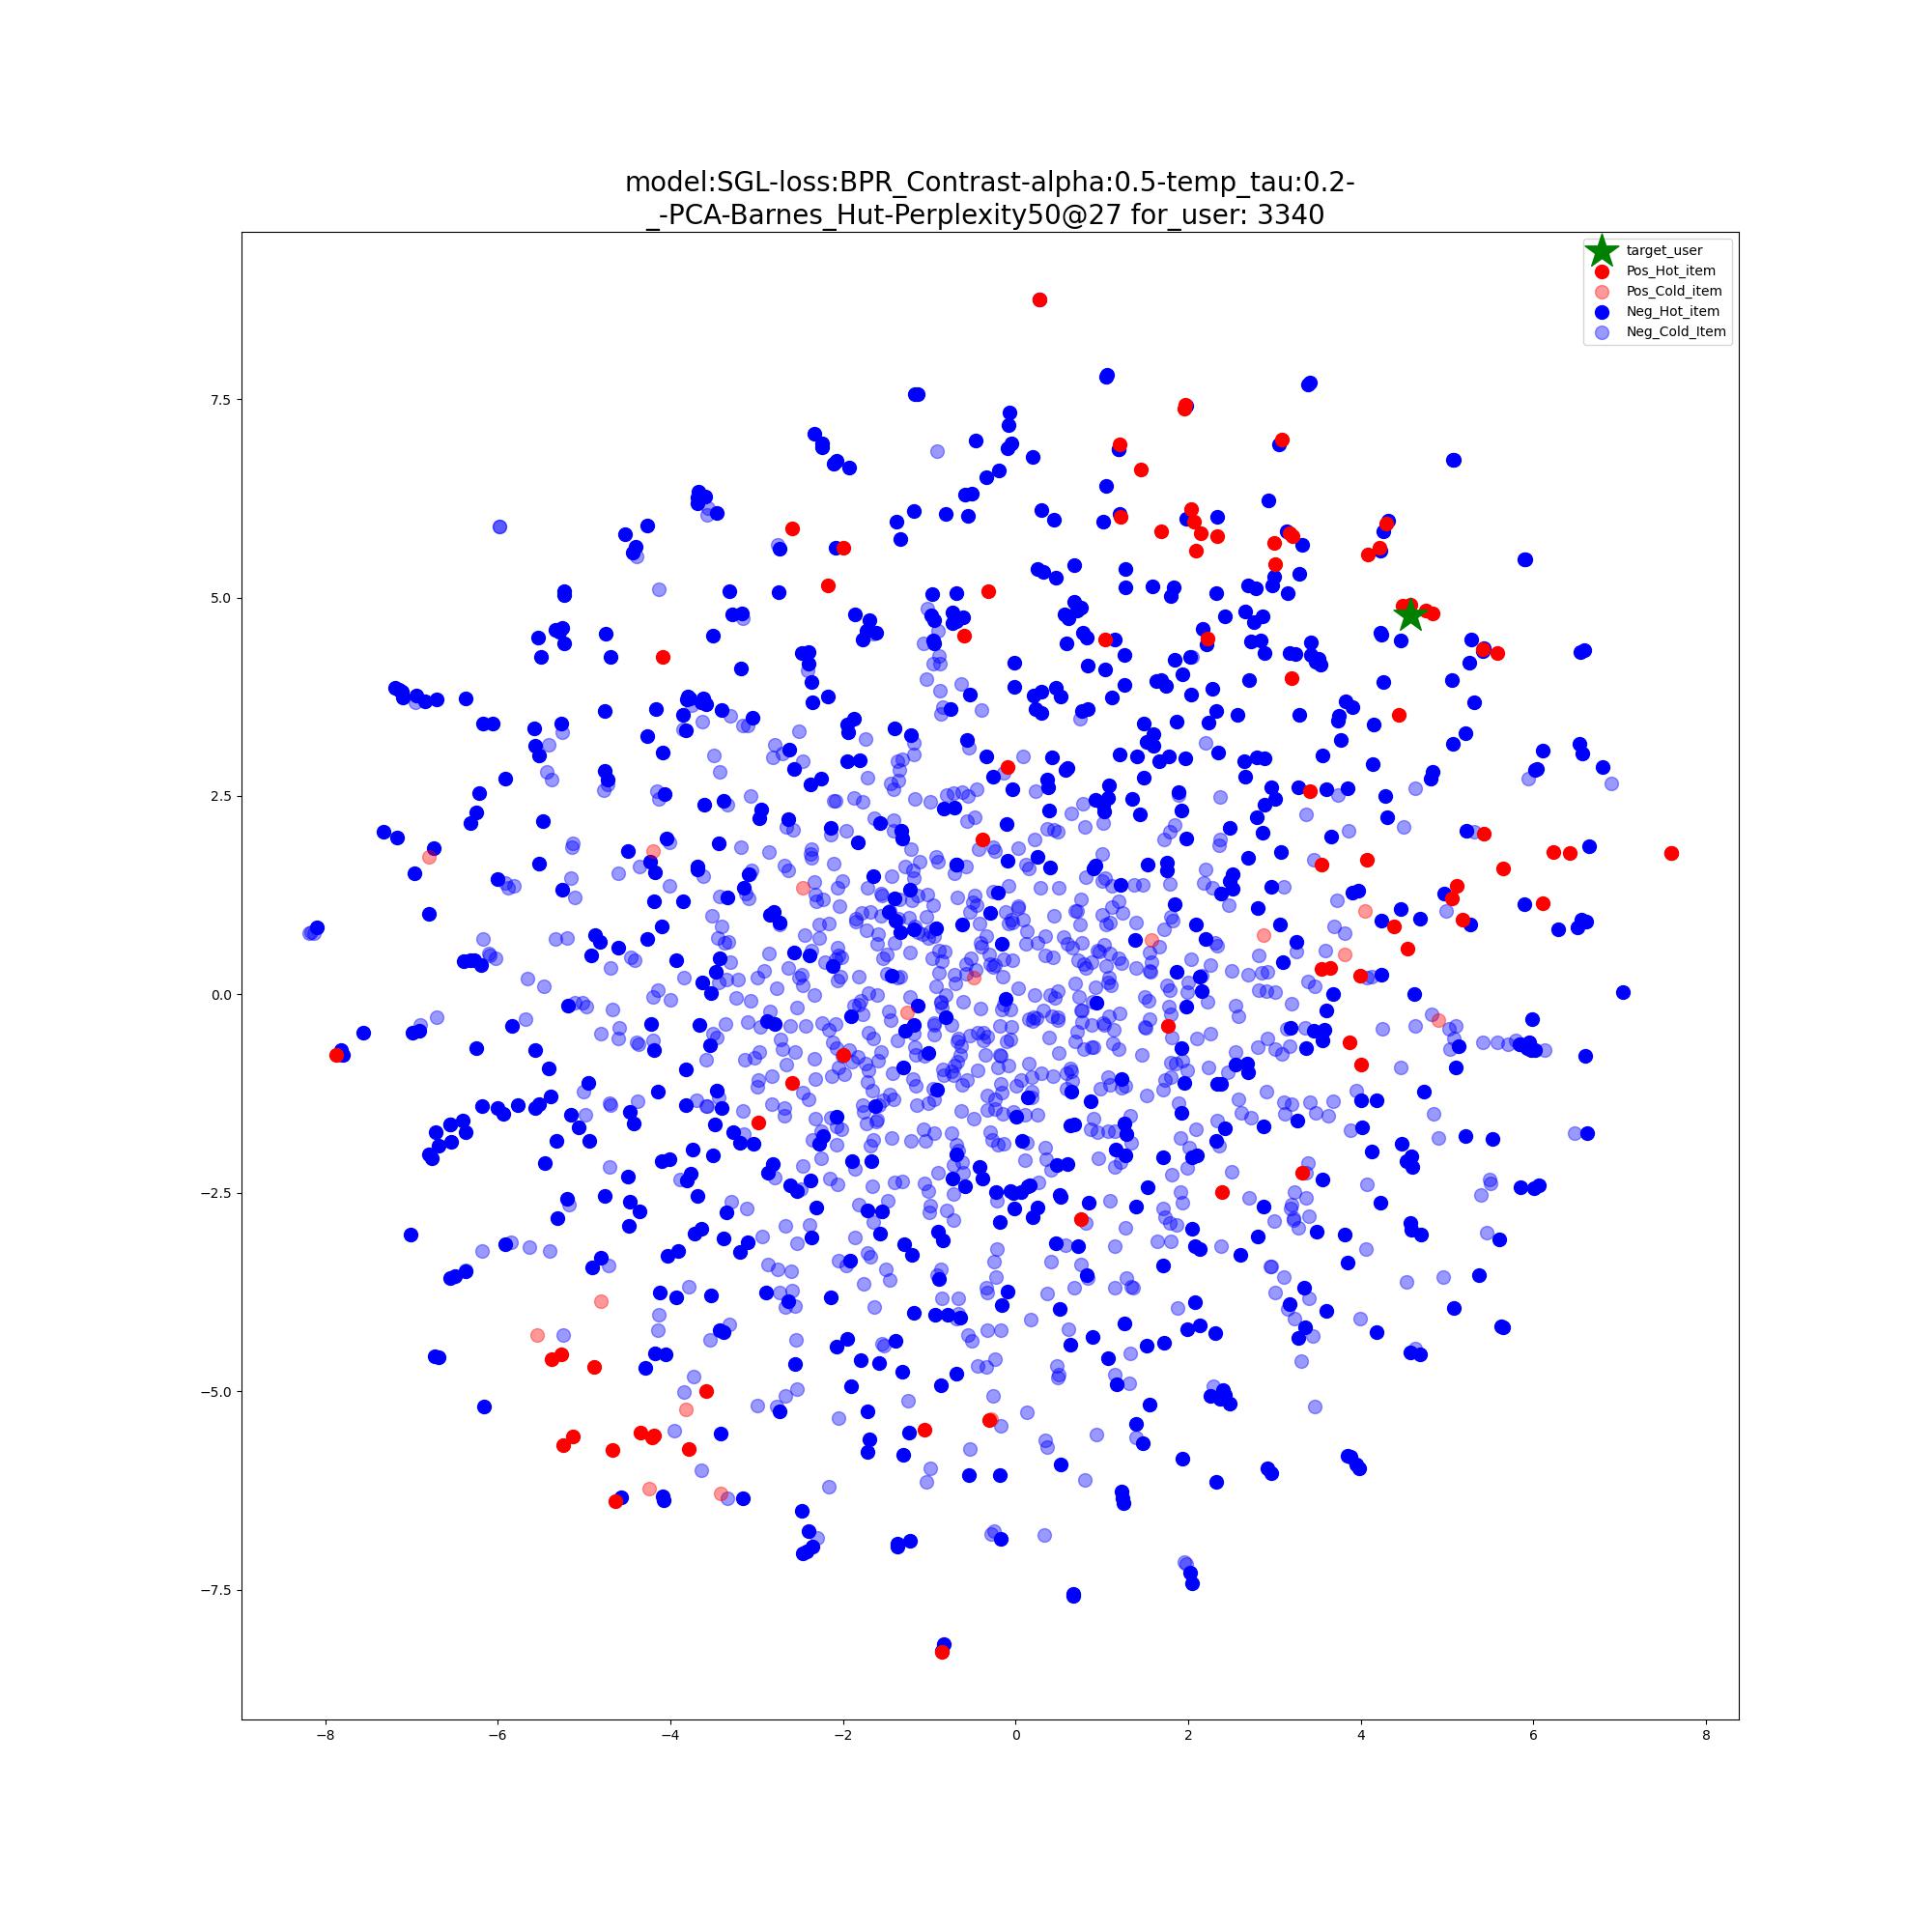 model:SGL-loss:BPR_Contrast-alpha:0.5-temp_tau:0.2-
_-PCA-Barnes_Hut-Perplexity50@27 for_user: 3340
target_user
Pos_Hot_item
Pos_Cold_item
Neg_Hot_item
Neg_Cold_Item
7.5
5.0
2.5
0.0
−2.5
−5.0
−7.5
−8 −6 −4 −2 0 2 4 6 8